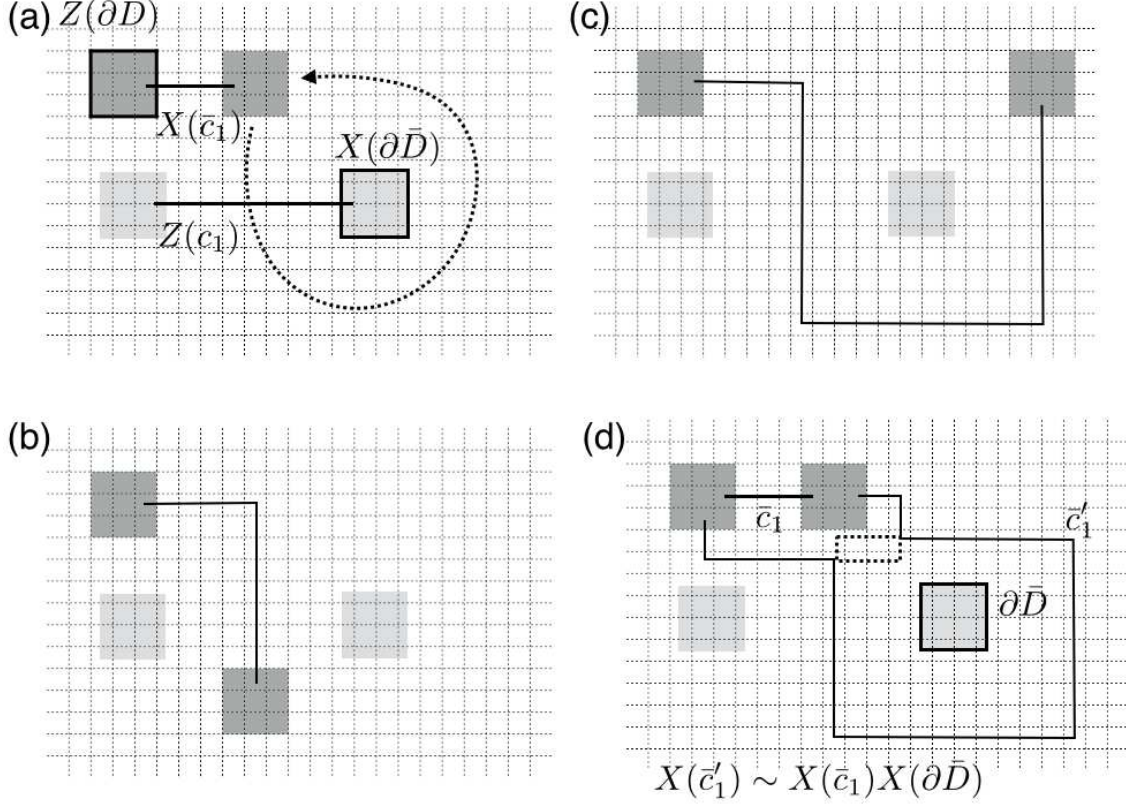 (a) Z(∂D)
X(c̄₁)
X(∂D̄)
Z(c₁)
(c)
(b)
(d)
c̄₁
c̄′₁
∂D̄
X(c̄′₁) ∼ X(c̄₁)X(∂D̄)